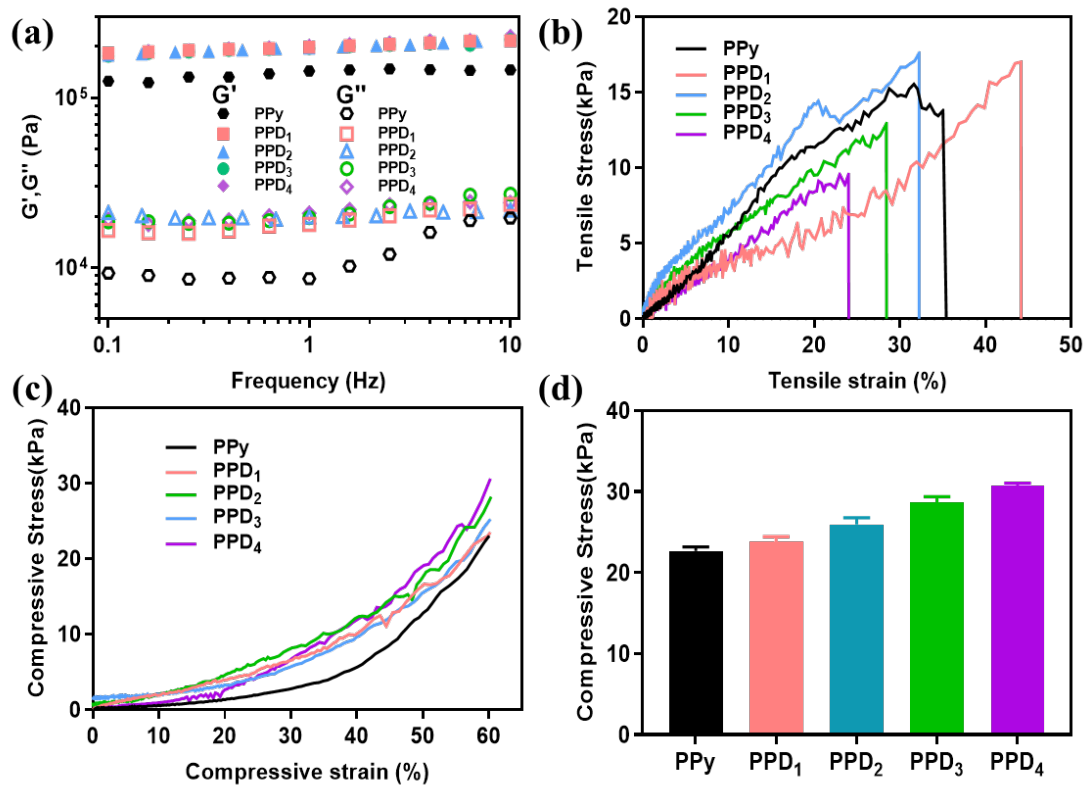 (a)
10⁵
10⁴
G',G'' (Pa)
G' G''
PPy PPy
PPD₁ PPD₁
PPD₂ PPD₂
PPD₃ PPD₃
PPD₄ PPD₄
0.1 1 10
Frequency (Hz)
(b)
20
15
10
5
0
Tensile Stress(kPa)
PPy
PPD₁
PPD₂
PPD₃
PPD₄
0 10 20 30 40 50
Tensile strain (%)
(c)
40
30
20
10
0
Compressive Stress(kPa)
PPy
PPD₁
PPD₂
PPD₃
PPD₄
0 10 20 30 40 50 60
Compressive strain (%)
(d)
40
30
20
10
0
Compressive Stress(kPa)
PPy PPD₁ PPD₂ PPD₃ PPD₄